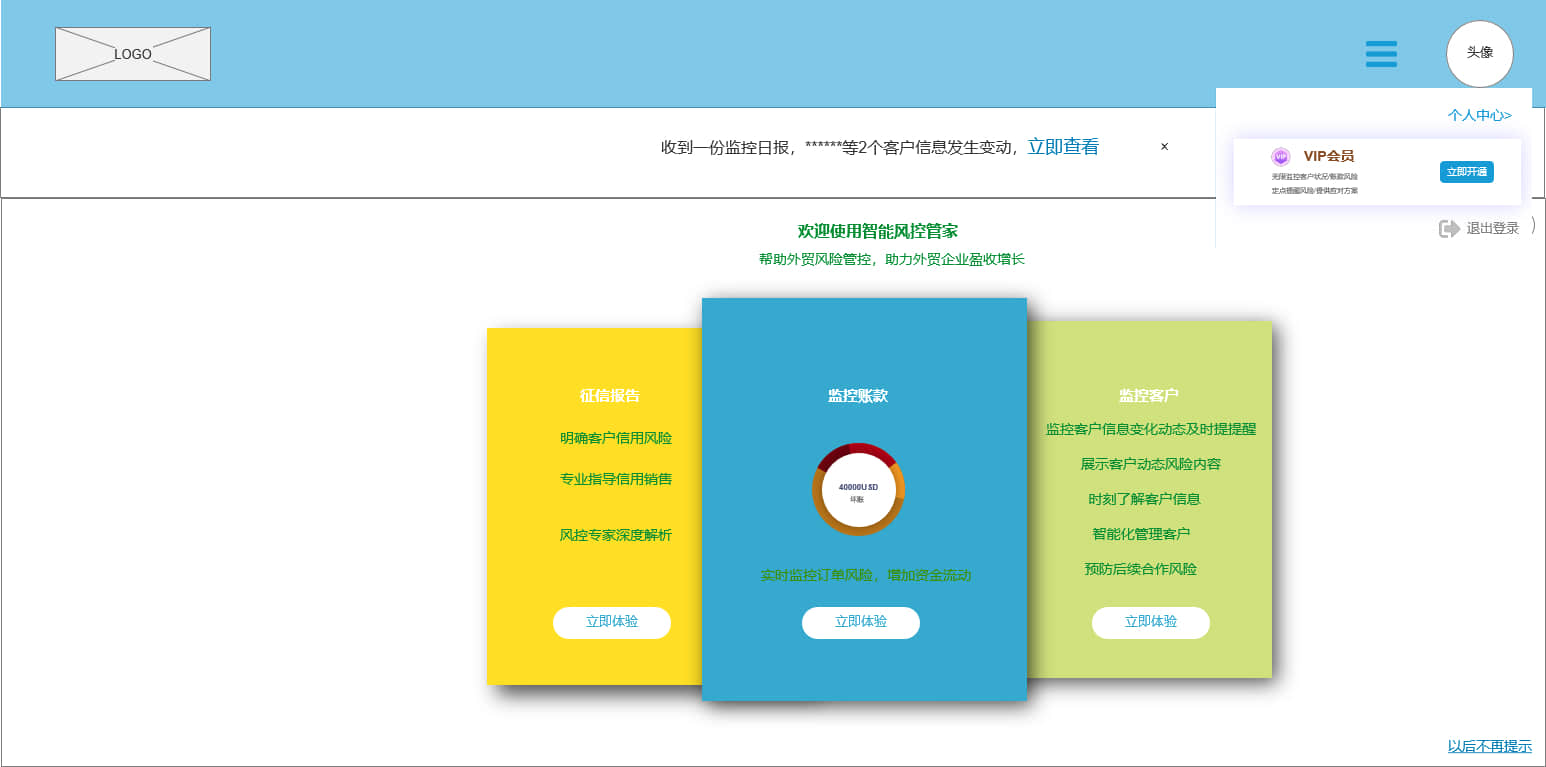 LOGO
头像
个人中心>
收到一份监控日报，******等2个客户信息发生变动，立即查看
×
VIP
VIP会员
无限监控客户状况/账款风险
定点提醒风险/提供应对方案
立即开通
退出登录
)
欢迎使用智能风控管家
帮助外贸风险管控，助力外贸企业盈收增长
征信报告
明确客户信用风险
专业指导信用销售
风控专家深度解析
立即体验
监控账款
40000USD
坏账
实时监控订单风险，增加资金流动
立即体验
监控客户
监控客户信息变化动态及时提提醒
展示客户动态风险内容
时刻了解客户信息
智能化管理客户
预防后续合作风险
立即体验
以后不再提示